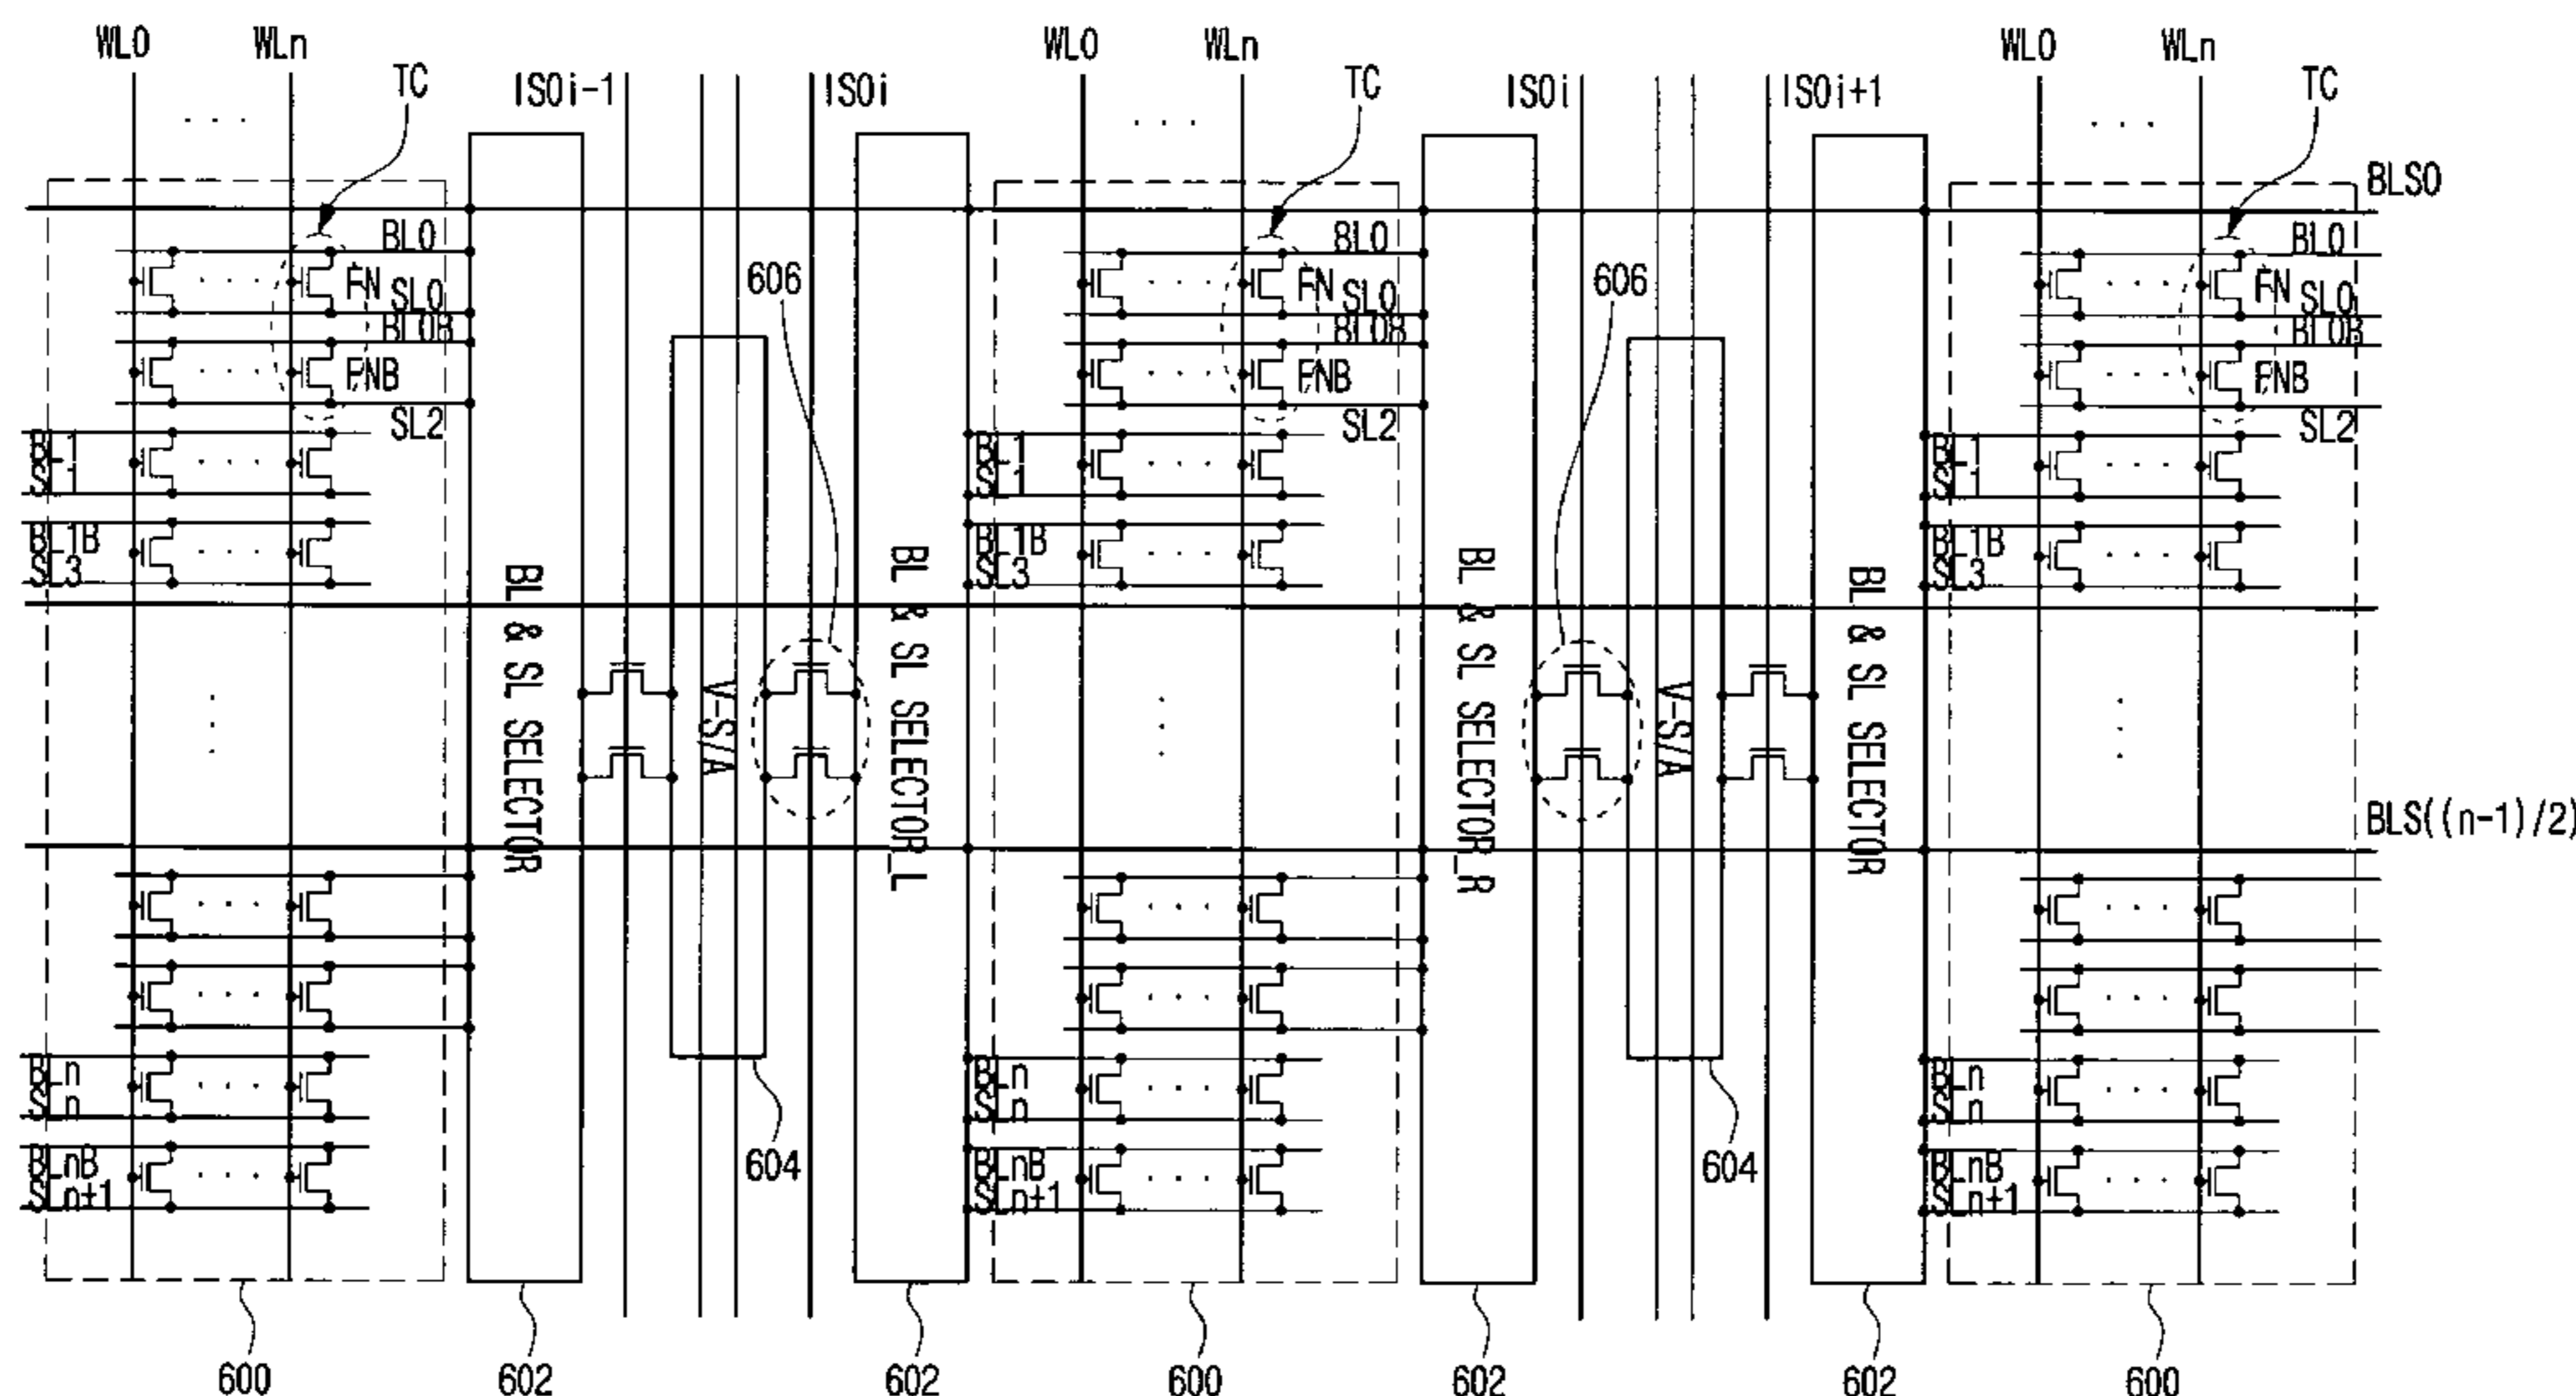 WL0 WLn TC ISOi-1 ISOi WL0 WLn TC ISOi ISOi+1 WL0 WLn TC
BLS0
BL0 BL0 BL0
606 606
FN SL0 FN SL0 FN SL0
BL0B BL0B BL0B
FNB FNB FNB
SL2 SL2 SL2
BL1 BL1 BL1
SL1 SL1 SL1
BL1B BL1B BL1B
SL3 SL3 SL3
BL & SL SELECTOR
V-S/A
BL & SL SELECTOR_L
BL & SL SELECTOR_R
V-S/A
BL & SL SELECTOR
BLS((n-1)/2)
BLn BLn BLn
SLn SLn SLn
604 604
BLnB BLnB BLnB
SLn+1 SLn+1 SLn+1
600 602 602 600 602 602 600